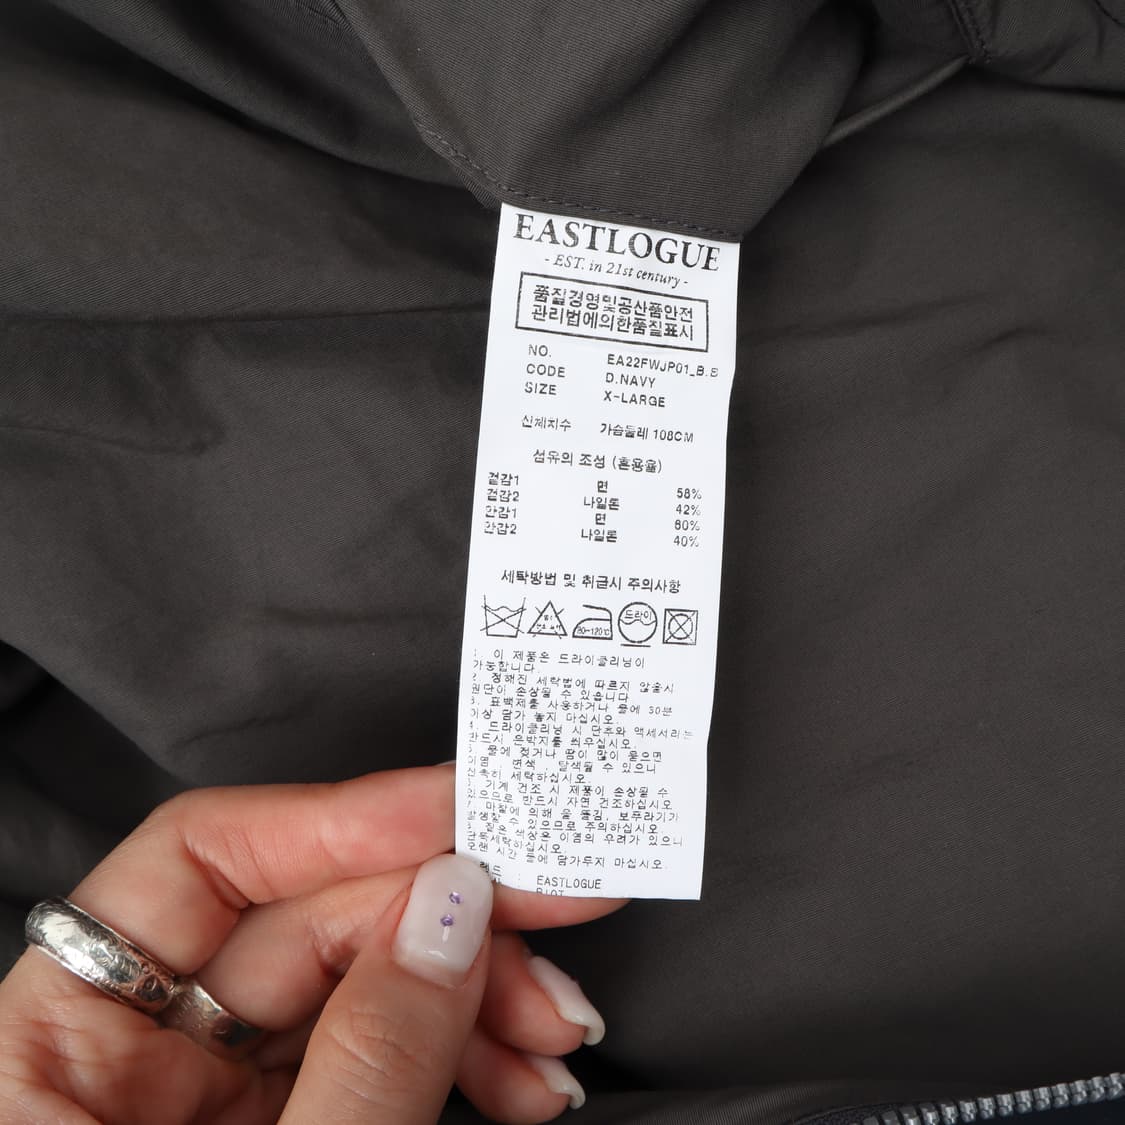 EASTLOGUE
- EST. in 21st century -
품질경영및공산품안전
관리법에의한품질표시
NO. EA22FWJP01_B.S
CODE D.NAVY
SIZE X-LARGE
신체치수 가슴둘레 108CM
섬유의 조성 (혼용율)
겉감1 면 58%
겉감2 나일론 42%
안감1 면 60%
안감2 나일론 40%
세탁방법 및 취급시 주의사항
80~120℃ 드라이
1. 이 제품은 드라이클리닝이
가능합니다.
2. 정해진 세탁법에 따르지 않을시
원단이 손상될 수 있습니다
3. 표백제를 사용하거나 물에 30분
이상 담가 놓지 마십시오.
4. 드라이클리닝 시 단추와 액세서리는
반드시 은박지를 씌우십시오.
5. 물에 젖거나 땀이 많이 묻으면
이염 , 변색 , 탈색될 수 있으니
신속히 세탁하십시오.
6. 기계 건조 시 제품이 손상될 수
있으므로 반드시 자연 건조하십시오
7. 마찰에 의해 올 뜯김, 보푸라기가
발생할 수 있으므로 주의하십시오.
8. 짙은 색상은 이염의 우려가 있으니
단독세탁하십시오.
오랜 시간 물에 담가두지 마십시오.
: EASTLOGUE